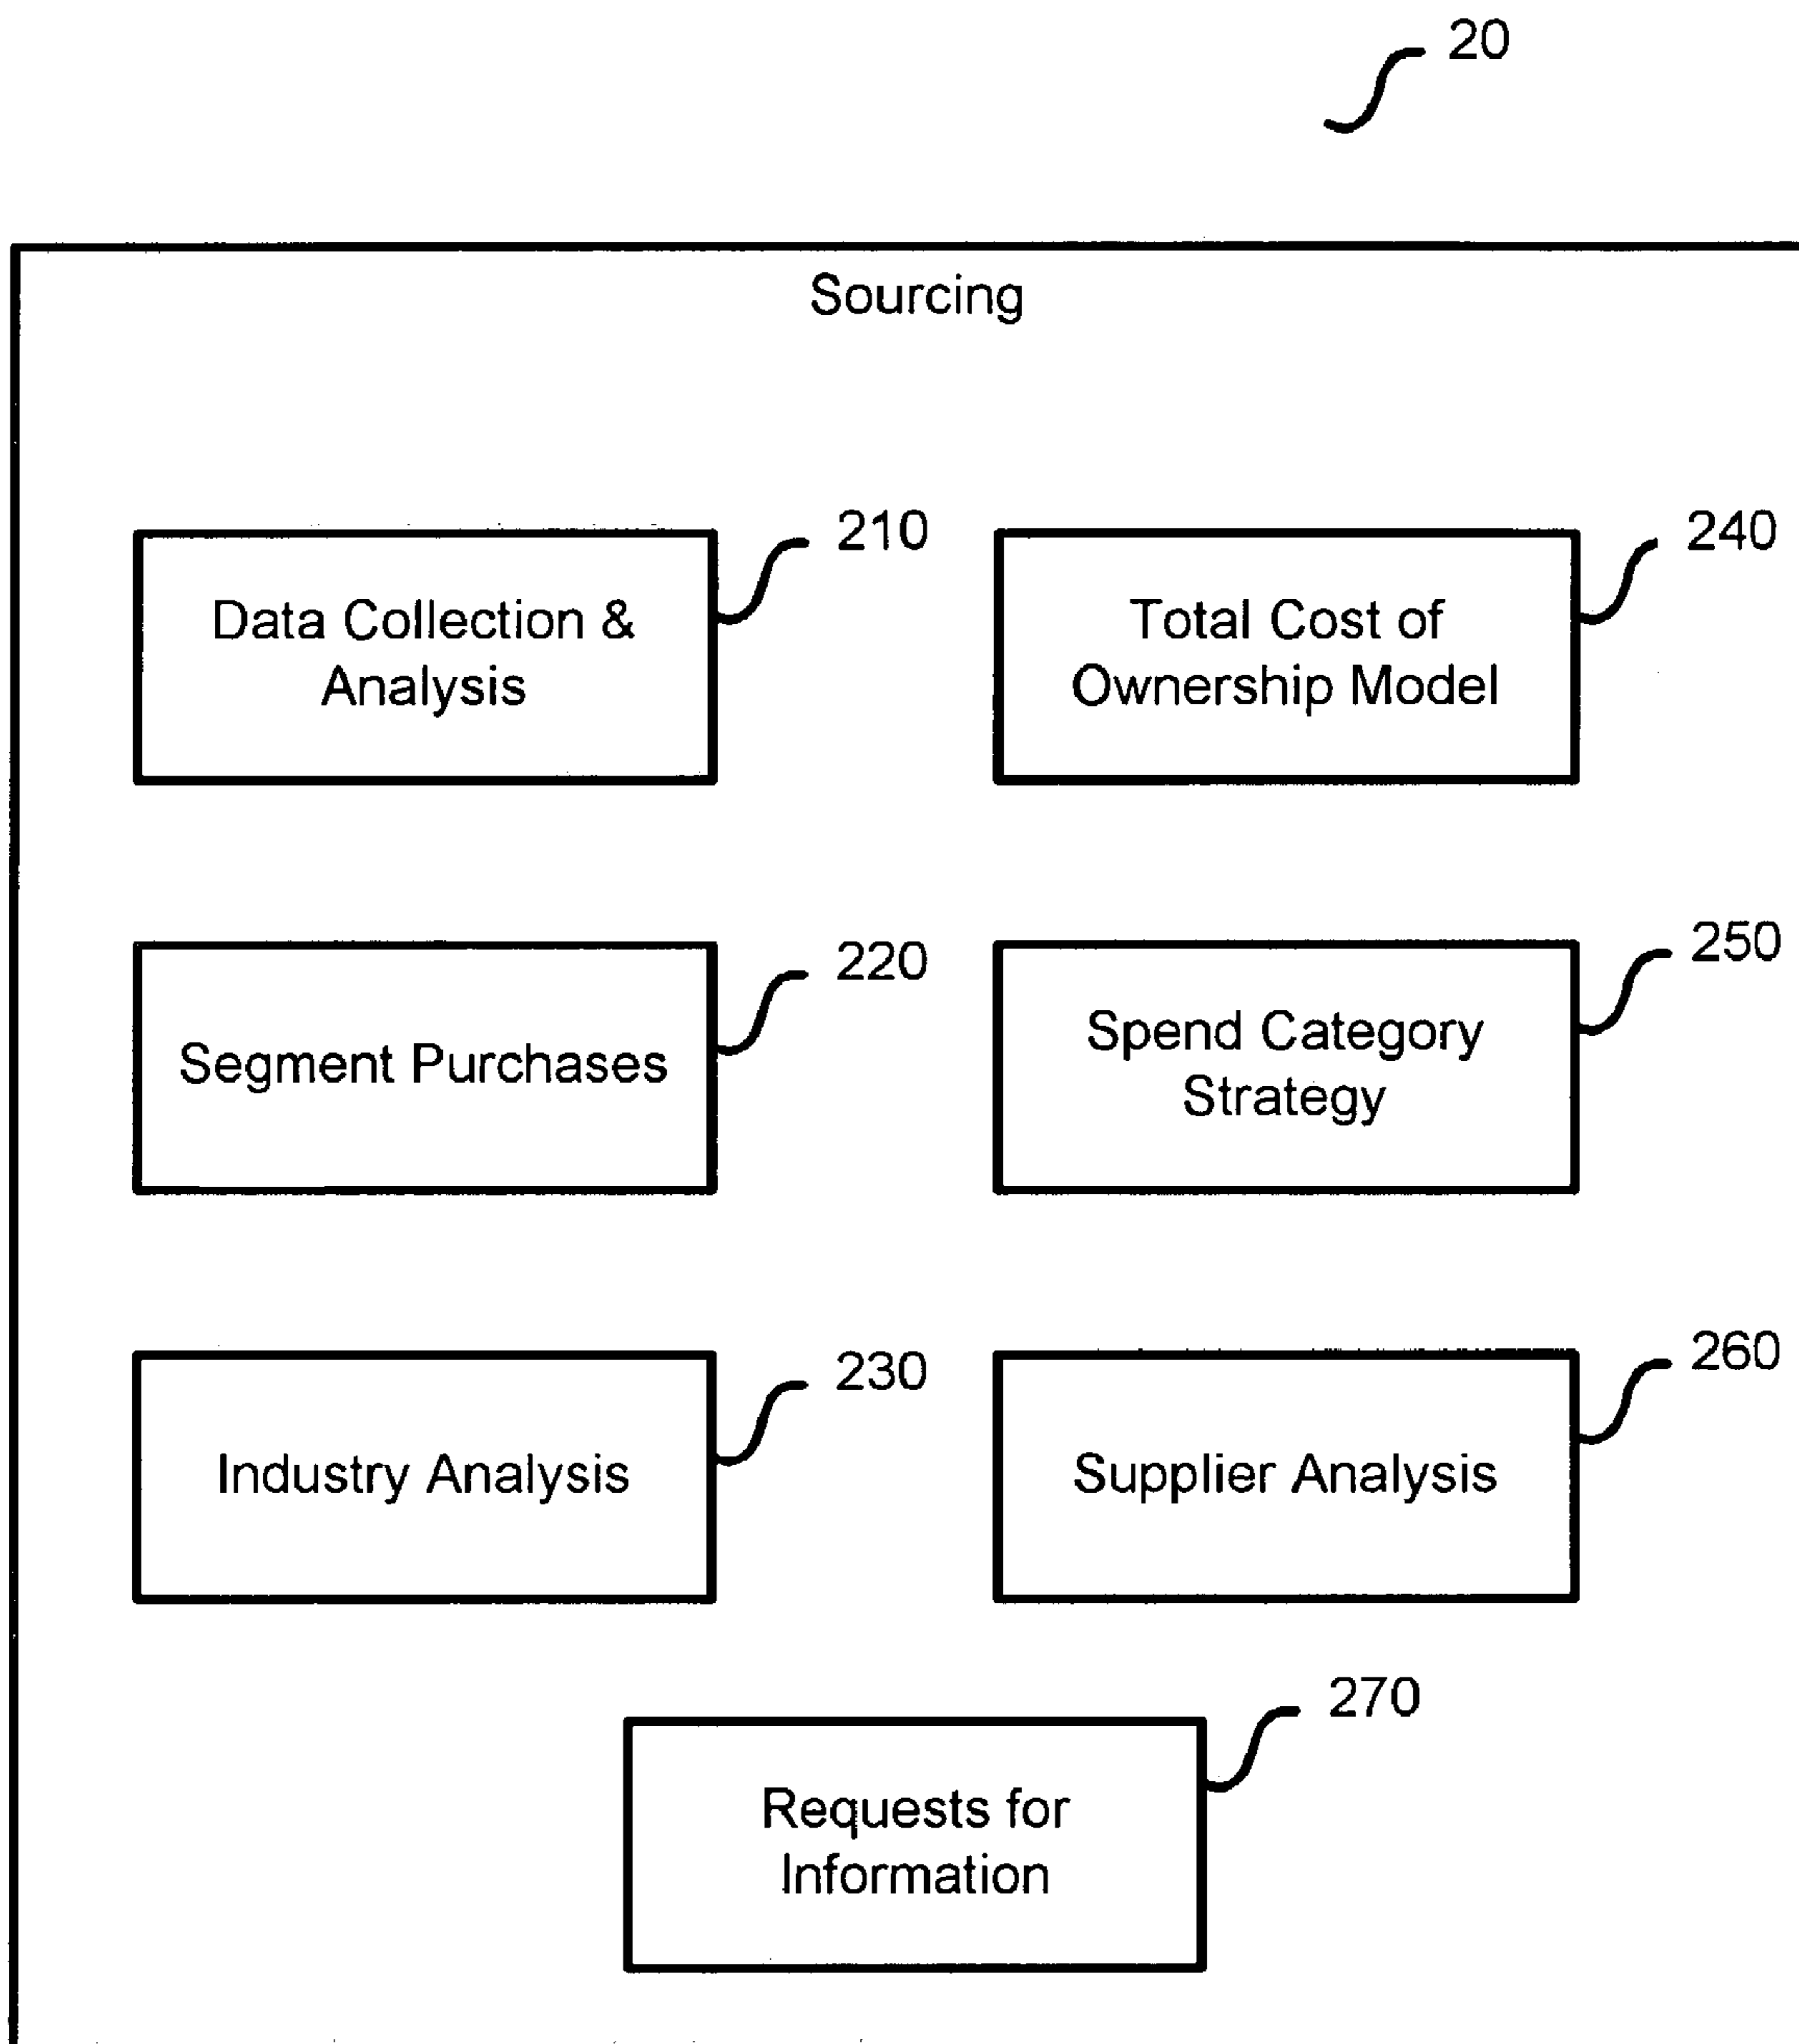 20
Sourcing
210
Data Collection &
Analysis
240
Total Cost of
Ownership Model
220
Segment Purchases
250
Spend Category
Strategy
230
Industry Analysis
260
Supplier Analysis
270
Requests for
Information